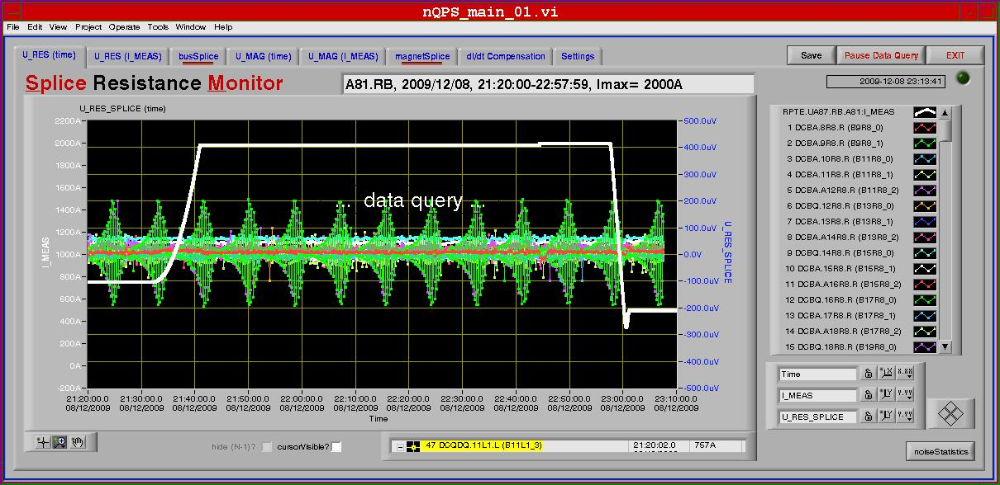 nQPS_main_01.vi
File Edit View Project Operate Tools Window Help
U_RES (time) U_RES (I_MEAS) busSplice U_MAG (time) U_MAG (I_MEAS) magnetSplice dI/dt Compensation Settings Save Pause Data Query EXIT
Splice Resistance Monitor
A81.RB, 2009/12/08, 21:20:00-22:57:59, Imax= 2000A
2009-12-08 23:13:41
U_RES_SPLICE (time)
2200A
2000A
1800A
1600A
1400A
1200A
1000A
800A
600A
400A
200A
0A
-200A
I_MEAS
... data query ...
500.0uV
400.0uV
300.0uV
200.0uV
100.0uV
0.0V
-100.0uV
-200.0uV
-300.0uV
-400.0uV
-500.0uV
U_RES_SPLICE
21:20:00.0 21:30:00.0 21:40:00.0 21:50:00.0 22:00:00.0 22:10:00.0 22:20:00.0 22:30:00.0 22:40:00.0 22:50:00.0 23:00:00.0 23:10:00.0
08/12/2009 08/12/2009 08/12/2009 08/12/2009 08/12/2009 08/12/2009 08/12/2009 08/12/2009 08/12/2009 08/12/2009 08/12/2009 08/12/2009
Time
RPTE.UA87.RB.A81:I_MEAS
1 DCBA.8R8.R (B9R8_0)
2 DCBA.9R8.R (B9R8_1)
3 DCBA.10R8.R (B11R8_0)
4 DCBA.11R8.R (B11R8_1)
5 DCBA.A12R8.R (B11R8_2)
6 DCBQ.12R8.R (B13R8_0)
7 DCBA.13R8.R (B13R8_1)
8 DCBA.A14R8.R (B13R8_2)
9 DCBQ.14R8.R (B15R8_0)
10 DCBA.15R8.R (B15R8_1)
11 DCBA.A16R8.R (B15R8_2)
12 DCBQ.16R8.R (B17R8_0)
13 DCBA.17R8.R (B17R8_1)
14 DCBA.A18R8.R (B17R8_2)
15 DCBQ.18R8.R (B19R8_0)
Time X X.XX
I_MEAS Y Y.YY
U_RES_SPLICE Y Y.YY
hide (N-1)? cursorVisible?
47 DCQDQ.11L1.L (B11L1_3) 21:20:02.0 757A
noiseStatistics